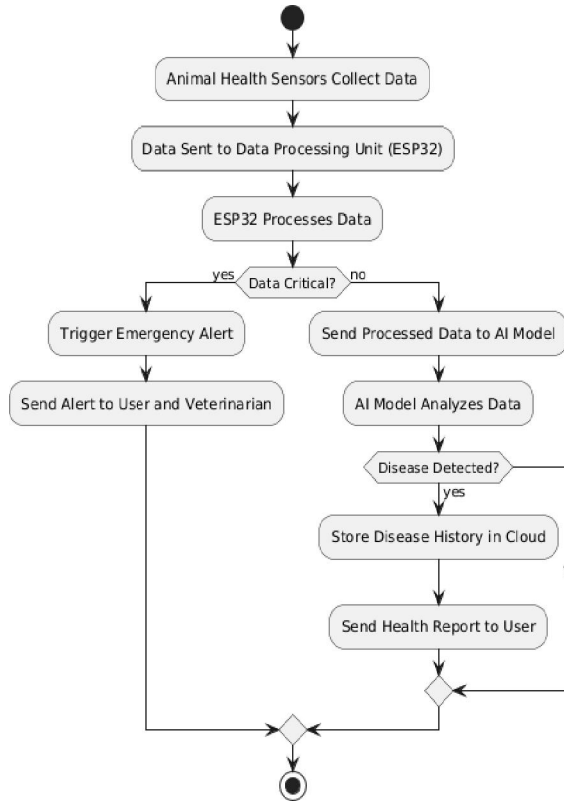 Animal Health Sensors Collect Data
Data Sent to Data Processing Unit (ESP32)
ESP32 Processes Data
yes
Data Critical?
no
Trigger Emergency Alert
Send Processed Data to AI Model
Send Alert to User and Veterinarian
AI Model Analyzes Data
Disease Detected?
yes
Store Disease History in Cloud
Send Health Report to User